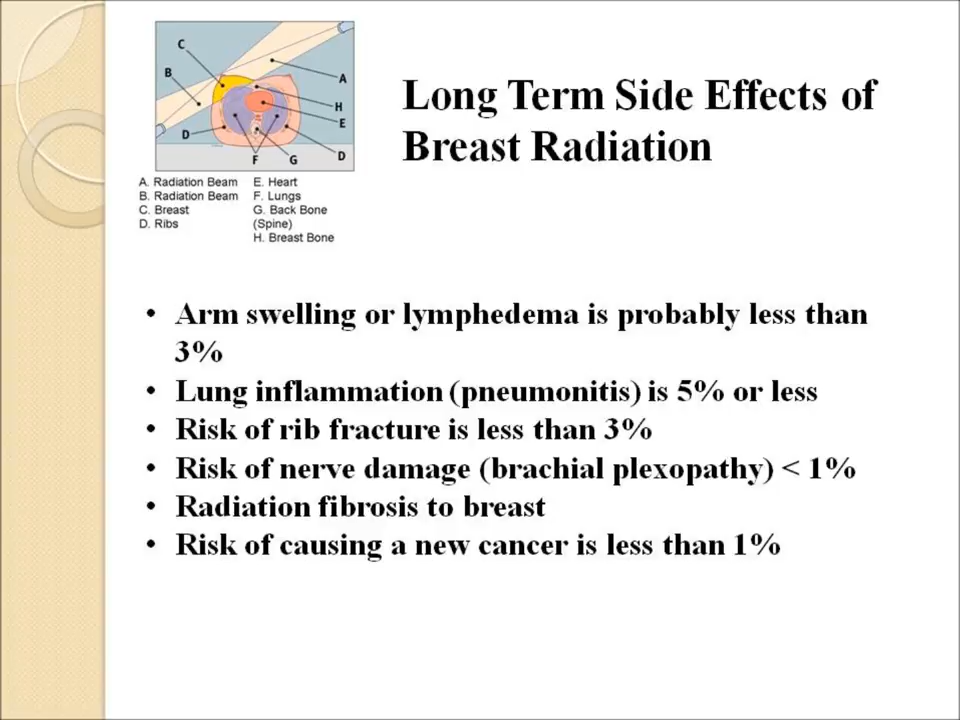 C
B
A
H
E
D
F
G
D
A. Radiation Beam
B. Radiation Beam
C. Breast
D. Ribs
E. Heart
F. Lungs
G. Back Bone
(Spine)
H. Breast Bone
Long Term Side Effects of
Breast Radiation
• Arm swelling or lymphedema is probably less than
3%
• Lung inflammation (pneumonitis) is 5% or less
• Risk of rib fracture is less than 3%
• Risk of nerve damage (brachial plexopathy) < 1%
• Radiation fibrosis to breast
• Risk of causing a new cancer is less than 1%